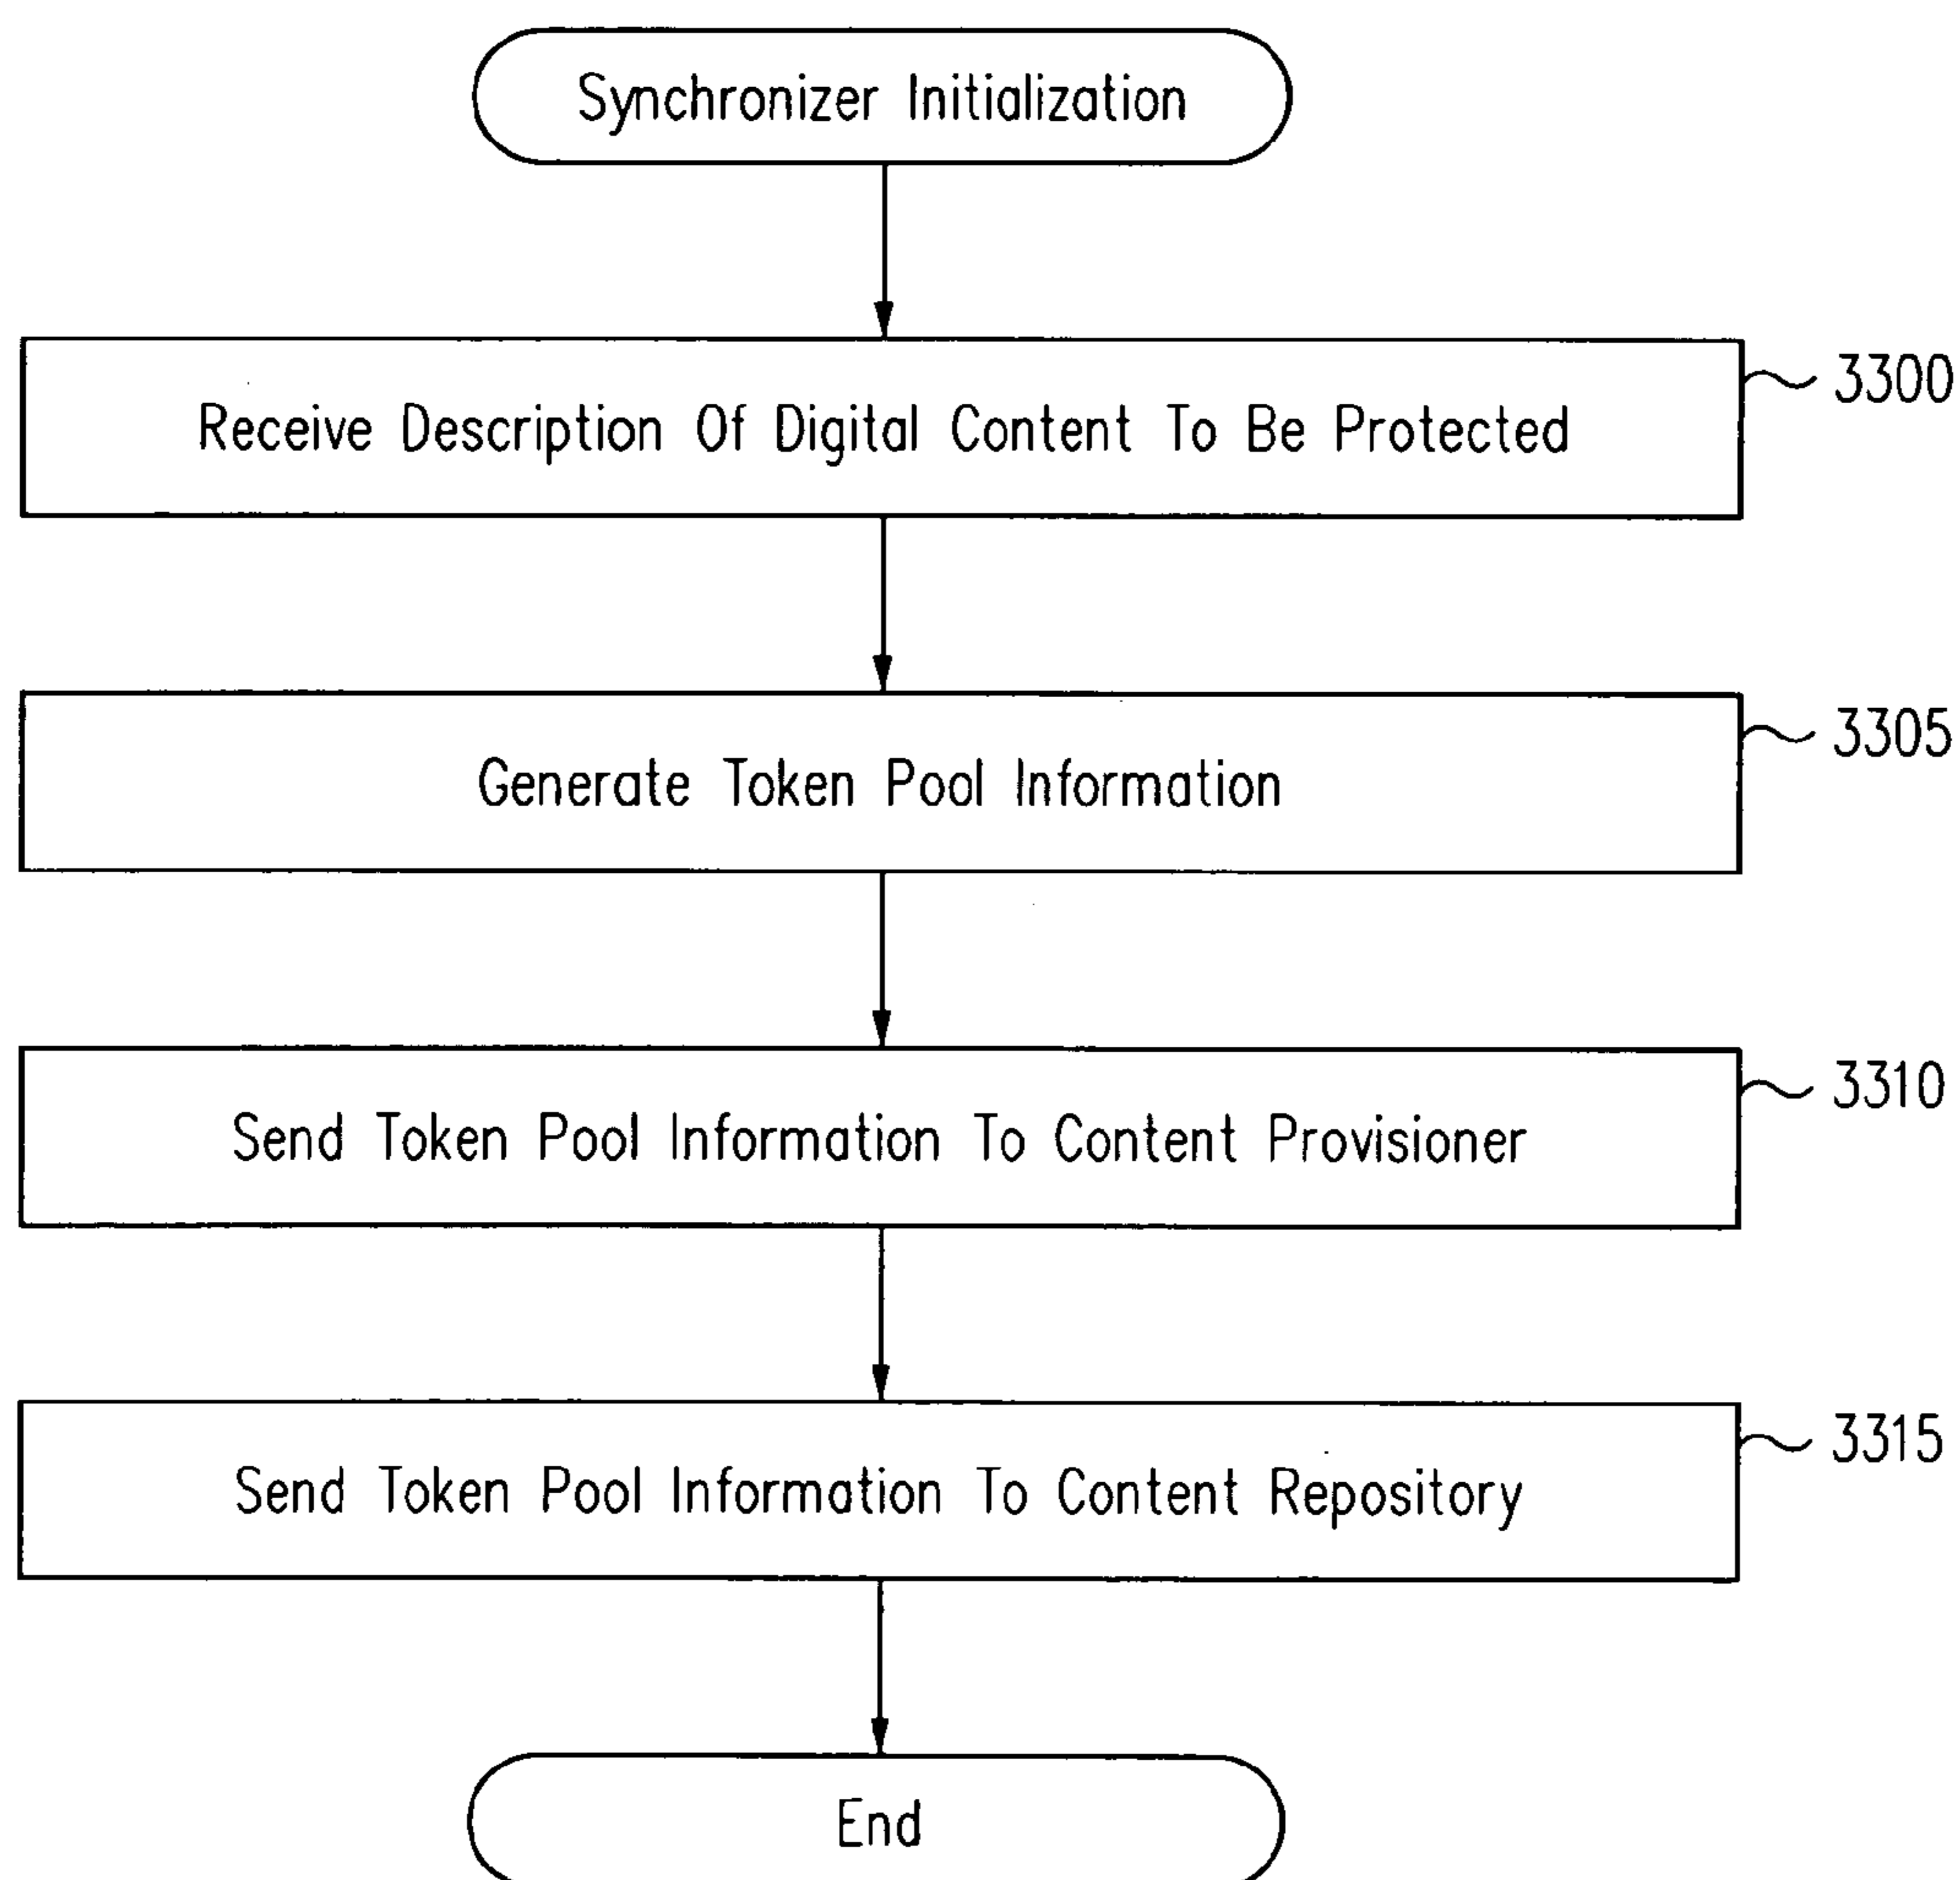 Synchronizer Initialization
Receive Description Of Digital Content To Be Protected
3300
Generate Token Pool Information
3305
Send Token Pool Information To Content Provisioner
3310
Send Token Pool Information To Content Repository
3315
End